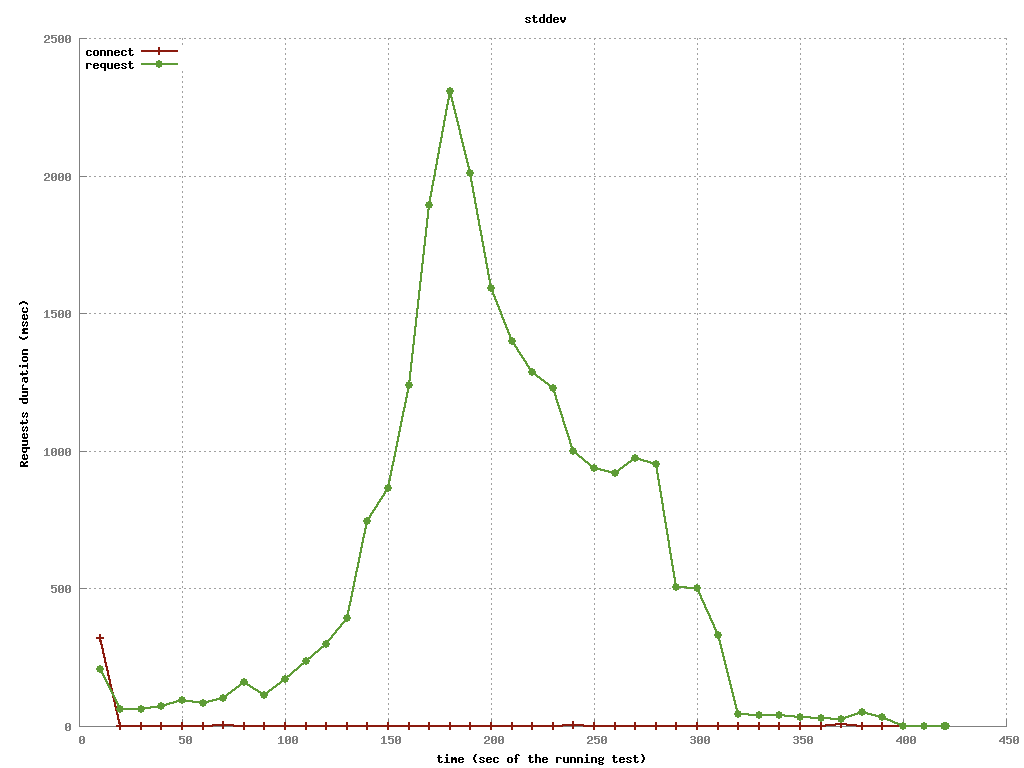 stddev
2500
connect
request
2000
1500
Requests duration (msec)
1000
500
0
0 50 100 150 200 250 300 350 400 450
time (sec of the running test)